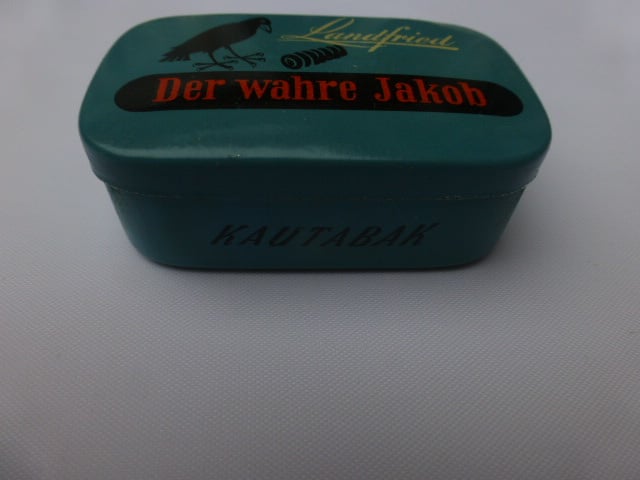 Landfried
Der wahre Jakob
KAUTABAK